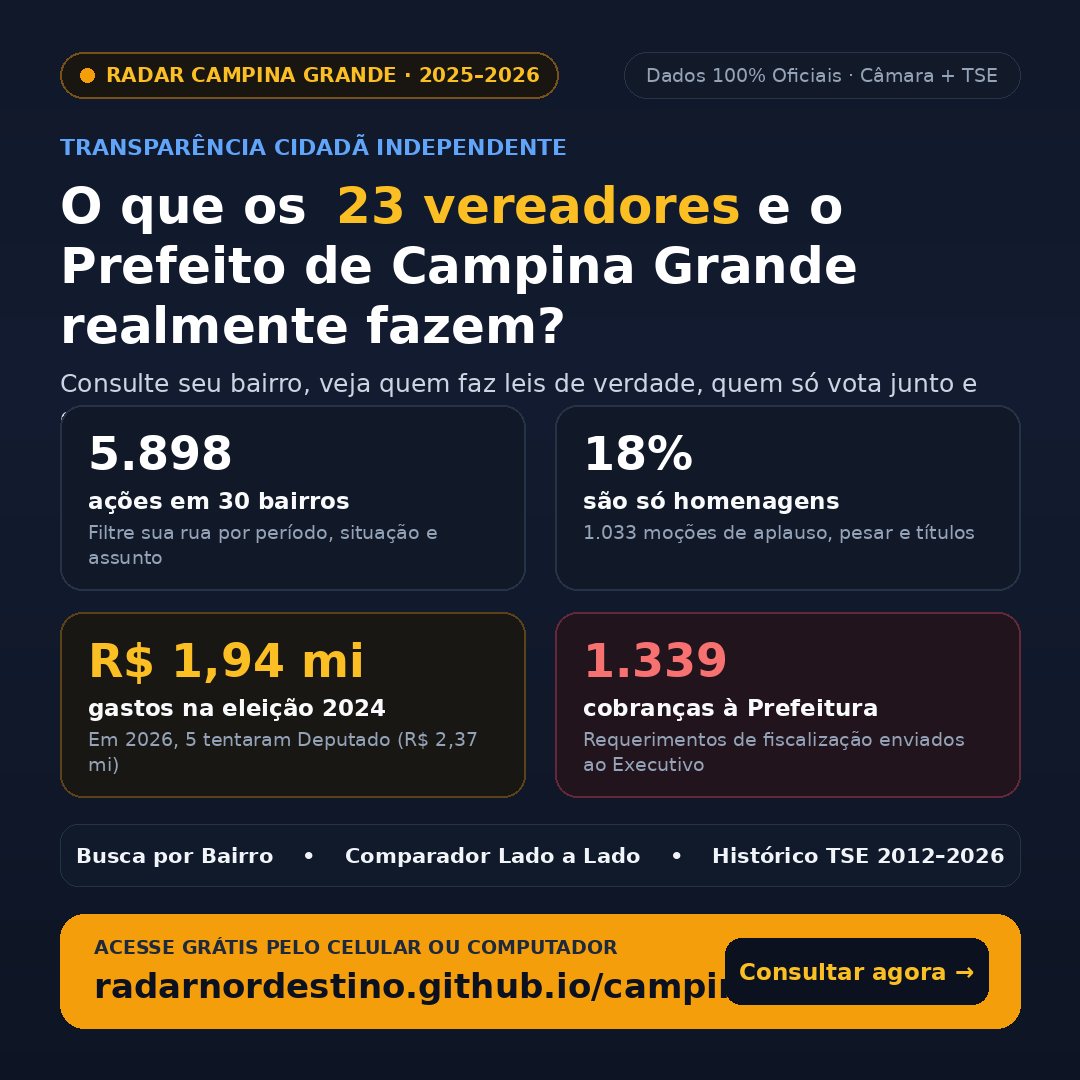 RADAR CAMPINA GRANDE · 2025–2026
Dados 100% Oficiais · Câmara + TSE
TRANSPARÊNCIA CIDADÃ INDEPENDENTE
O que os 23 vereadores e o
Prefeito de Campina Grande
realmente fazem?
Consulte seu bairro, veja quem faz leis de verdade, quem só vota junto e
5.898
ações em 30 bairros
Filtre sua rua por período, situação e
assunto
18%
são só homenagens
1.033 moções de aplauso, pesar e títulos
R$ 1,94 mi
gastos na eleição 2024
Em 2026, 5 tentaram Deputado (R$ 2,37
mi)
1.339
cobranças à Prefeitura
Requerimentos de fiscalização enviados
ao Executivo
Busca por Bairro • Comparador Lado a Lado • Histórico TSE 2012–2026
ACESSE GRÁTIS PELO CELULAR OU COMPUTADOR
radarnordestino.github.io/campin
Consultar agora →